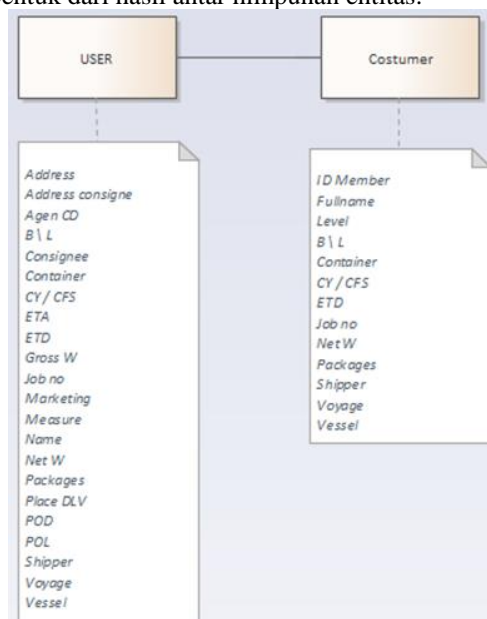 bentuk dari hasil antar himpunan entitas.
USER
Costumer
Address
Address consigne
Agen CD
B \ L
Consignee
Container
CY / CFS
ETA
ETD
Gross W
Job no
Marketing
Measure
Name
Net W
Packages
Place DLV
POD
POL
Shipper
Voyage
Vessel
ID Member
Fullname
Level
B \ L
Container
CY / CFS
ETD
Job no
Net W
Packages
Shipper
Voyage
Vessel